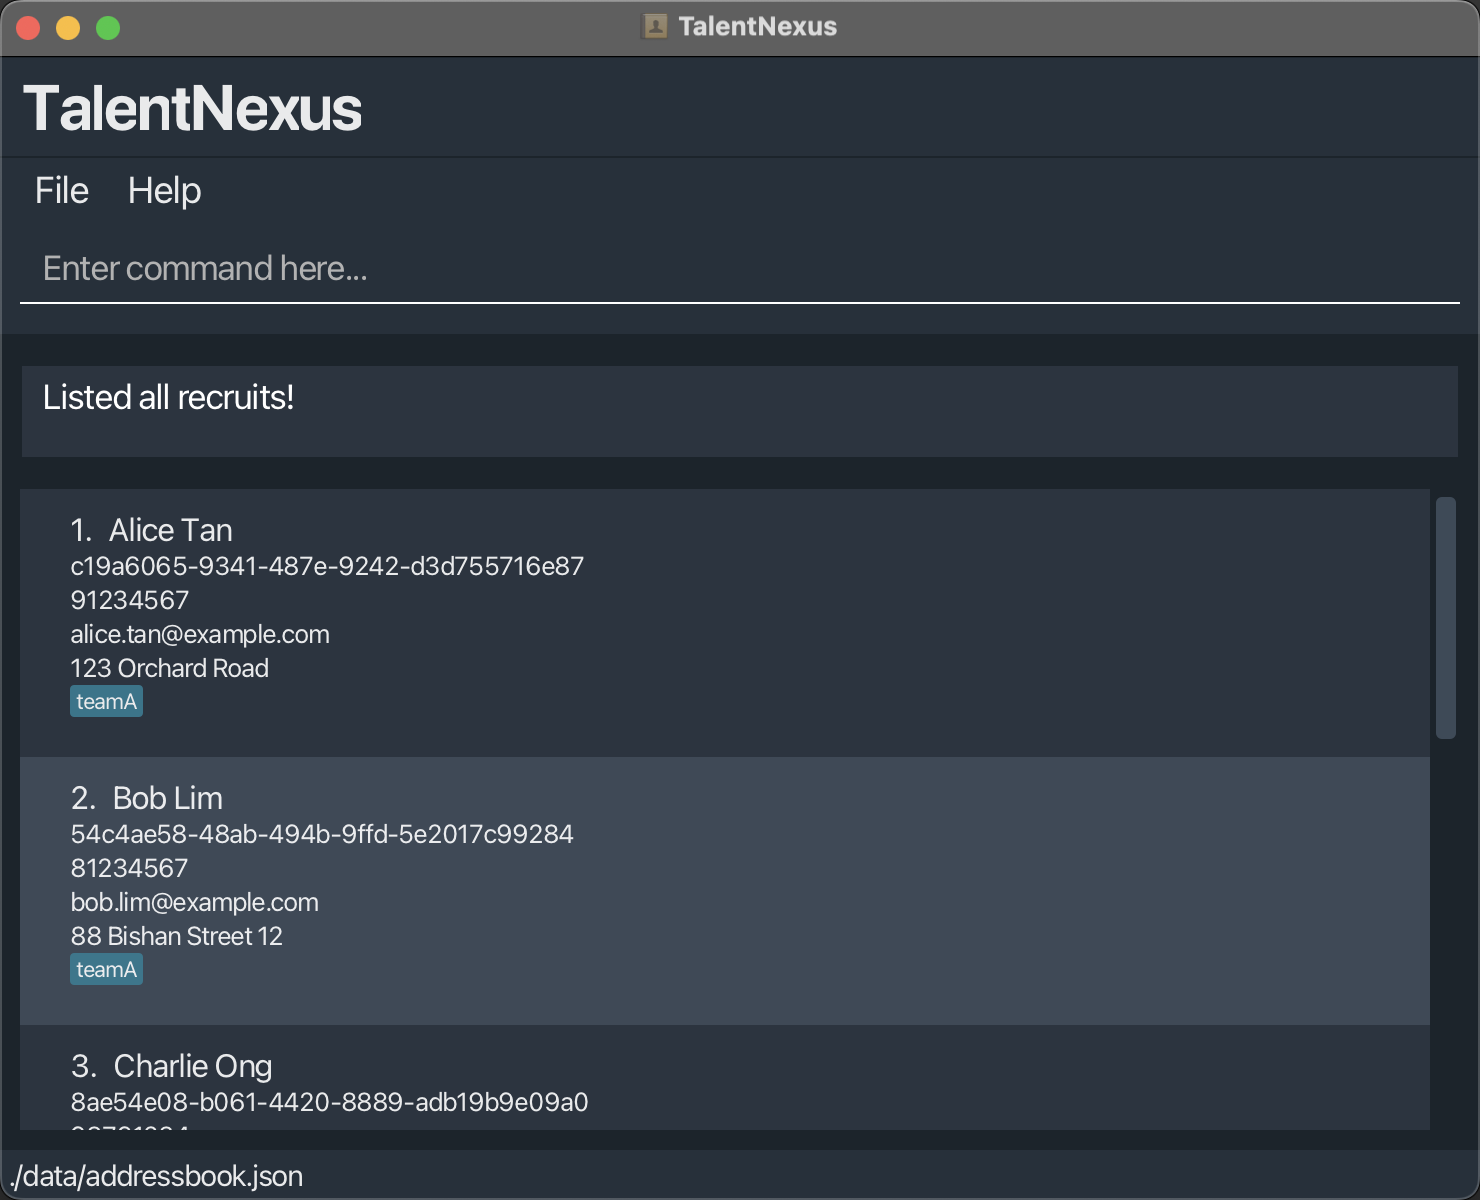 TalentNexus
TalentNexus
File Help
Enter command here...
Listed all recruits!
1. Alice Tan
c19a6065-9341-487e-9242-d3d755716e87
91234567
alice.tan@example.com
123 Orchard Road
teamA
2. Bob Lim
54c4ae58-48ab-494b-9ffd-5e2017c99284
81234567
bob.lim@example.com
88 Bishan Street 12
teamA
3. Charlie Ong
8ae54e08-b061-4420-8889-adb19b9e09a0
./data/addressbook.json